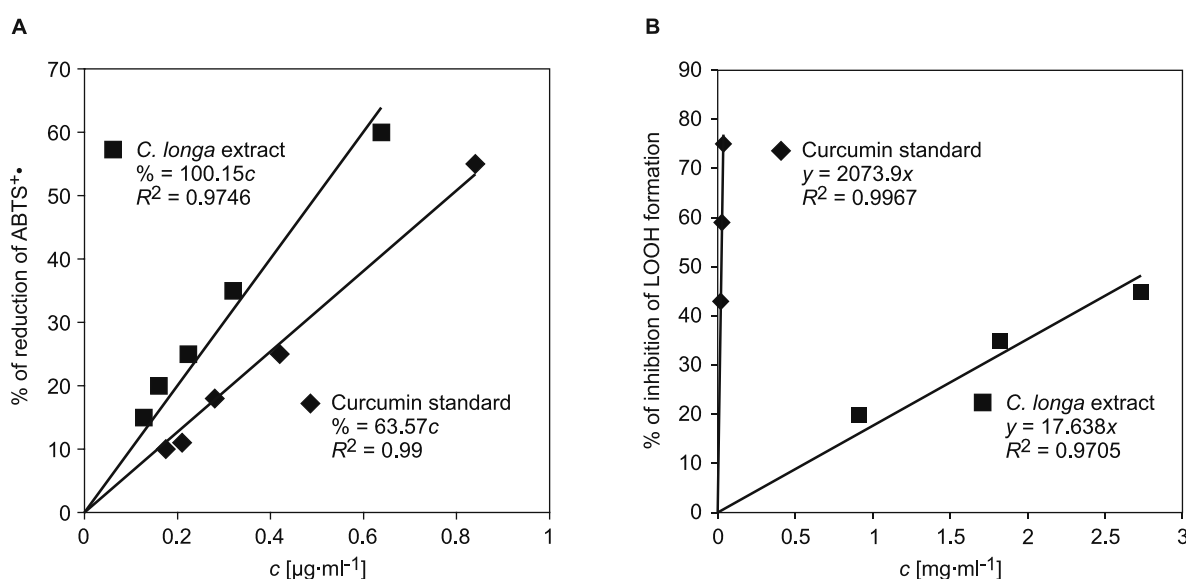 A
% of reduction of ABTS⁺•
70
60
50
40
30
20
10
0
C. longa extract
% = 100.15c
R² = 0.9746
Curcumin standard
% = 63.57c
R² = 0.99
0 0.2 0.4 0.6 0.8 1
c [µg·ml⁻¹]
B
% of inhibition of LOOH formation
90
80
70
60
50
40
30
20
10
0
Curcumin standard
y = 2073.9x
R² = 0.9967
C. longa extract
y = 17.638x
R² = 0.9705
0 0.5 1 1.5 2 2.5 3
c [mg·ml⁻¹]